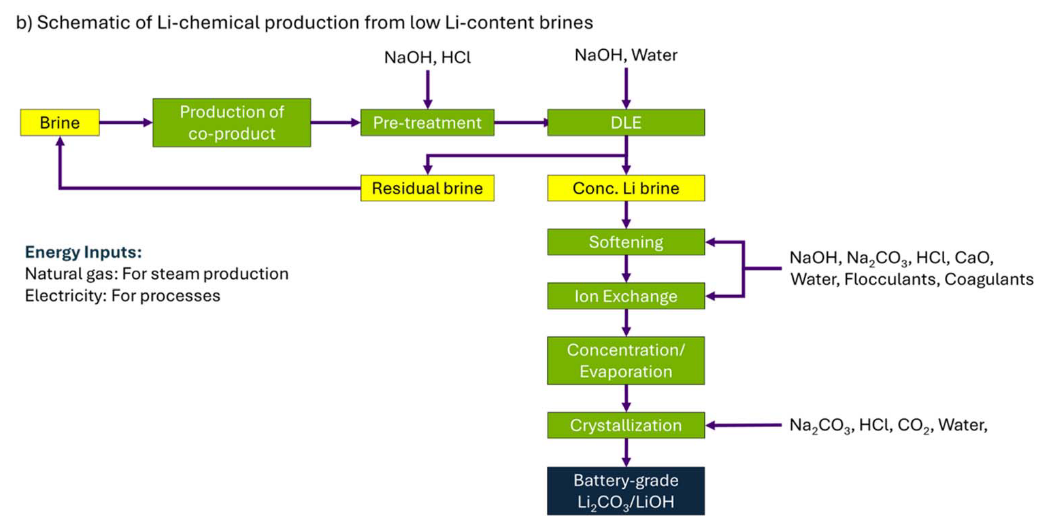 b) Schematic of Li-chemical production from low Li-content brines
NaOH, HCl
NaOH, Water
Brine
Production of
co-product
Pre-treatment
DLE
Residual brine
Conc. Li brine
Energy Inputs:
Natural gas: For steam production
Electricity: For processes
Softening
NaOH, Na₂CO₃, HCl, CaO,
Water, Flocculants, Coagulants
Ion Exchange
Concentration/
Evaporation
Crystallization
Na₂CO₃, HCl, CO₂, Water,
Battery-grade
Li₂CO₃/LiOH